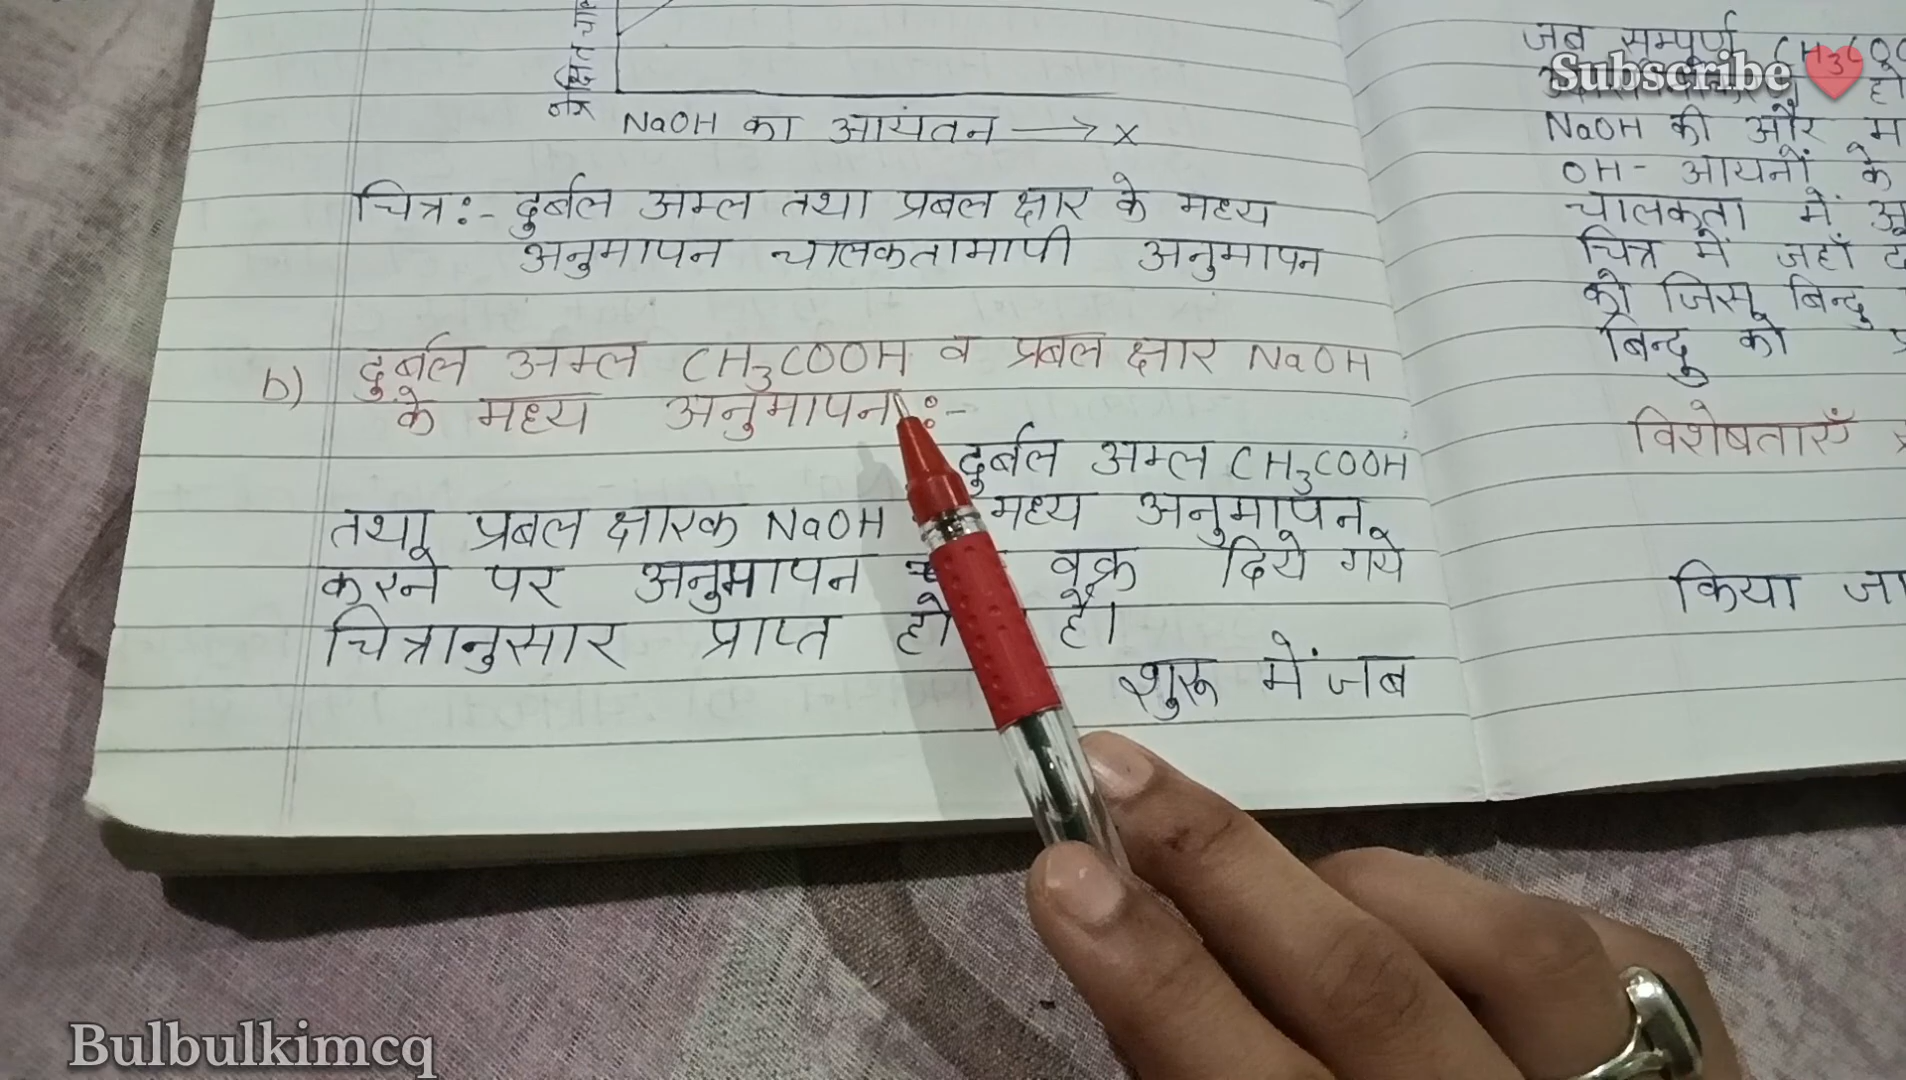 NaOH का आयतन → x
चित्र:- दुर्बल अम्ल तथा प्रबल क्षार के मध्य
अनुमापन चालकतामापी अनुमापन
b) दुर्बल अम्ल CH₃COOH व प्रबल क्षार NaOH
के मध्य अनुमापन:-
दुर्बल अम्ल CH₃COOH
तथा प्रबल क्षारक NaOH मध्य अनुमापन
करने पर अनुमापन वक्र दिये गये
चित्रानुसार प्राप्त है।
शुरू में जब
जब सम्पूर्ण
Subscribe
NaOH की और
OH- आयनों के
चालकता में
चित्र में जहाँ
को जिस बिन्दु
बिन्दु को
विशेषताएँ
किया
Bulbulkimcq